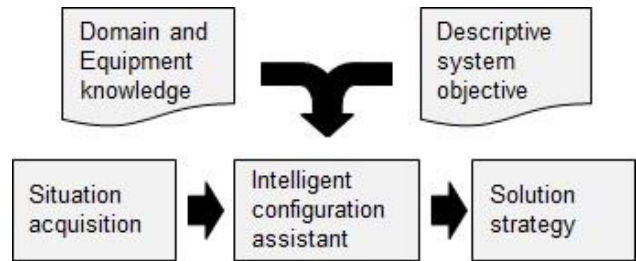 Domain and
Equipment
knowledge
Descriptive
system
objective
Situation
acquisition
Intelligent
configuration
assistant
Solution
strategy